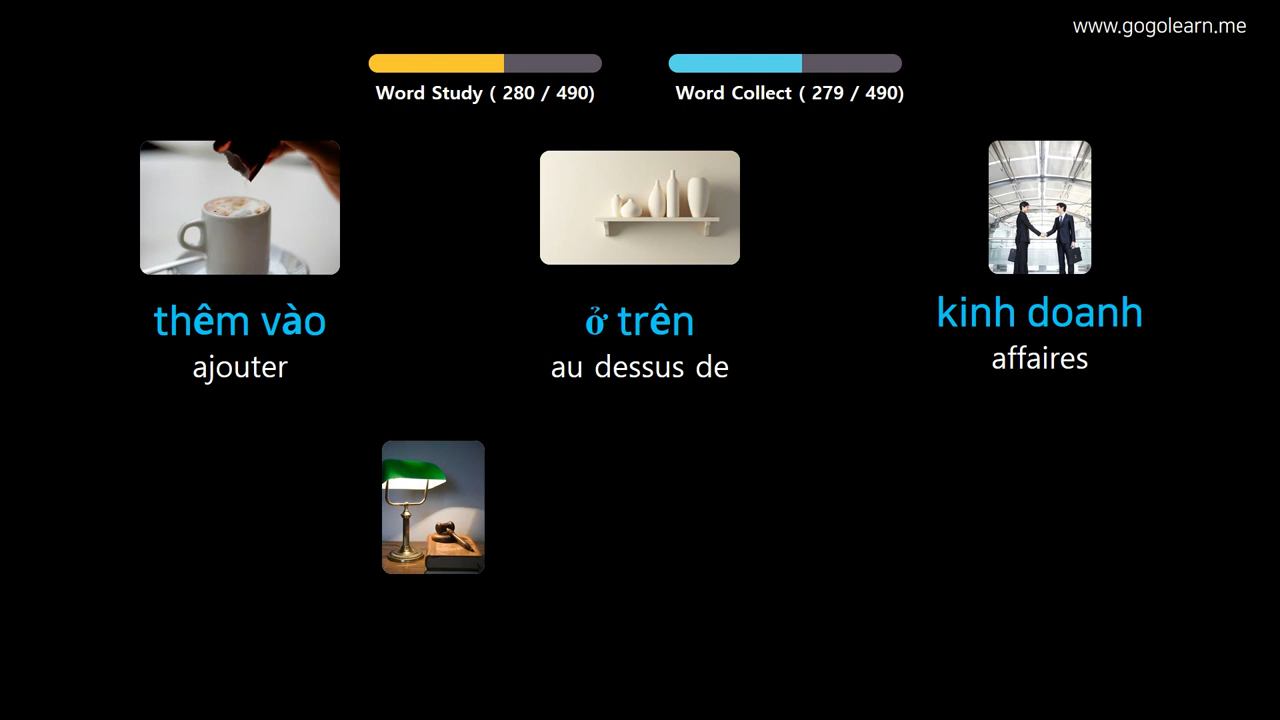 www.gogolearn.me
Word Study ( 280 / 490)
Word Collect ( 279 / 490)
thêm vào
ajouter
ở trên
au dessus de
kinh doanh
affaires